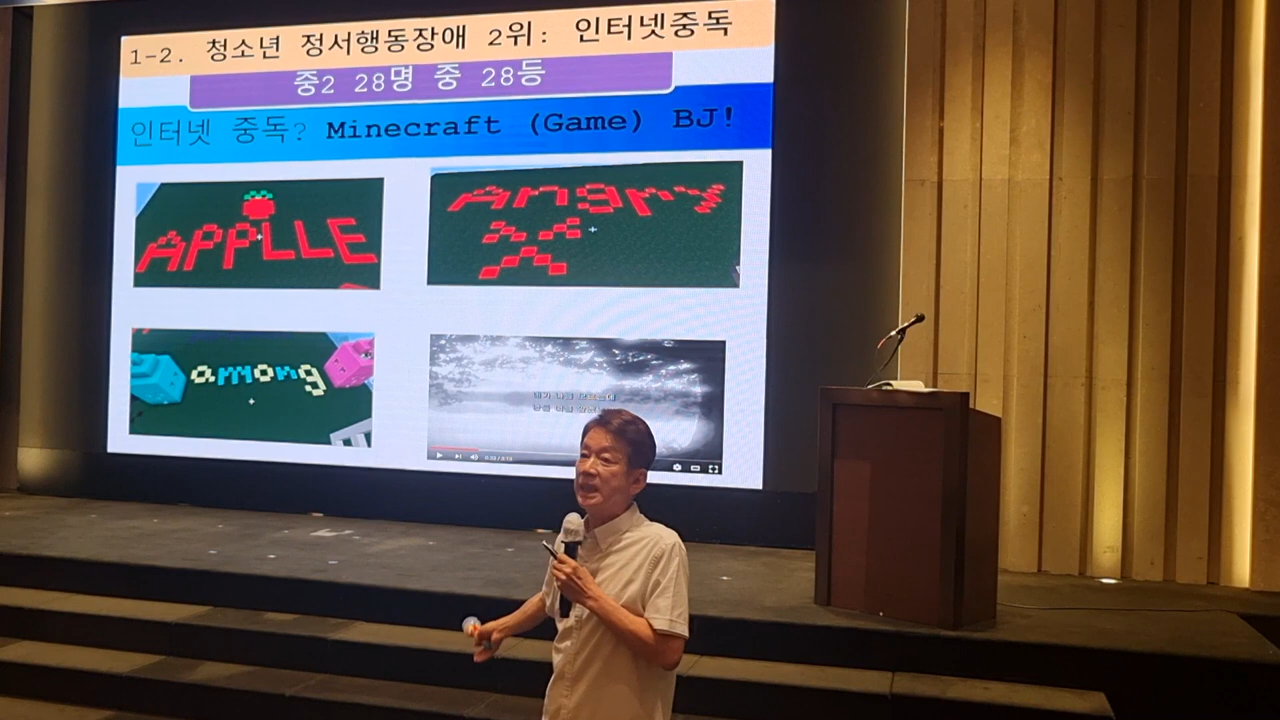 1-2. 청소년 정서행동장애 2위: 인터넷중독
중2 28명 중 28등
인터넷 중독? Minecraft (Game) BJ!
APPLLE
Angry
X
among